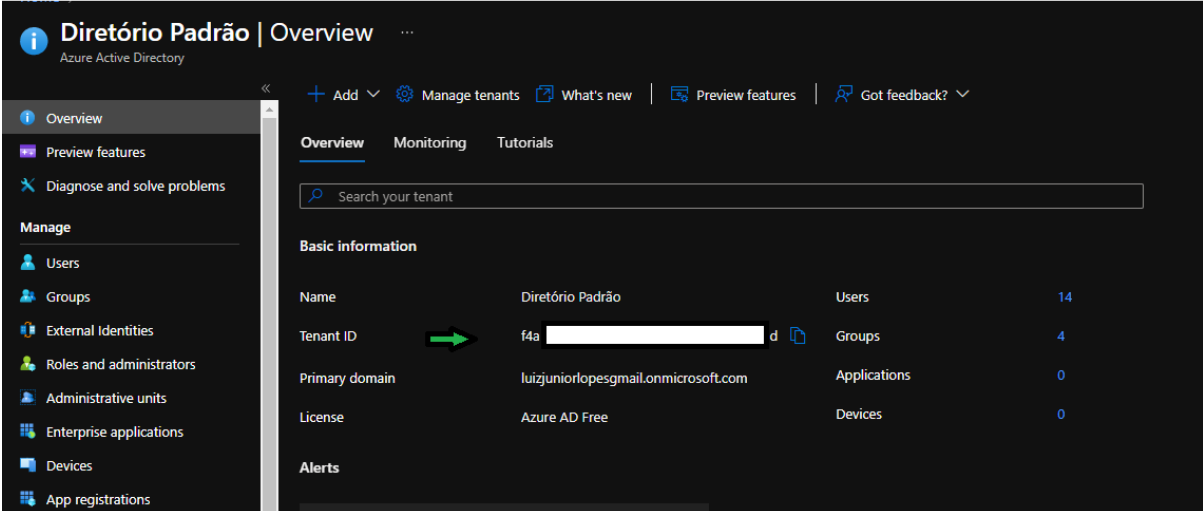 Diretório Padrão | Overview ...
Azure Active Directory
«
Overview
Preview features
Diagnose and solve problems
Manage
Users
Groups
External Identities
Roles and administrators
Administrative units
Enterprise applications
Devices
App registrations
Add Manage tenants What's new Preview features Got feedback?
Overview Monitoring Tutorials
Search your tenant
Basic information
Name Diretório Padrão Users 14
Tenant ID f4a d Groups 4
Primary domain luizjuniorlopesgmail.onmicrosoft.com Applications 0
License Azure AD Free Devices 0
Alerts